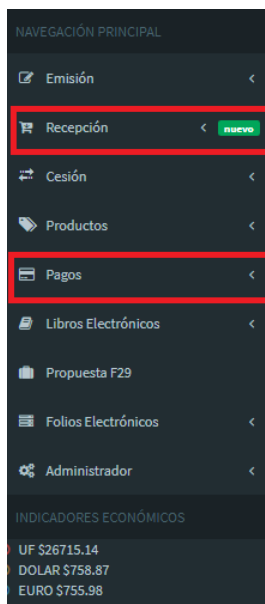 NAVEGACIÓN PRINCIPAL
Emisión
Recepción nuevo
Cesión
Productos
Pagos
Libros Electrónicos
Propuesta F29
Folios Electrónicos
Administrador
INDICADORES ECONÓMICOS
UF $26715.14
DOLAR $758.87
EURO $755.98